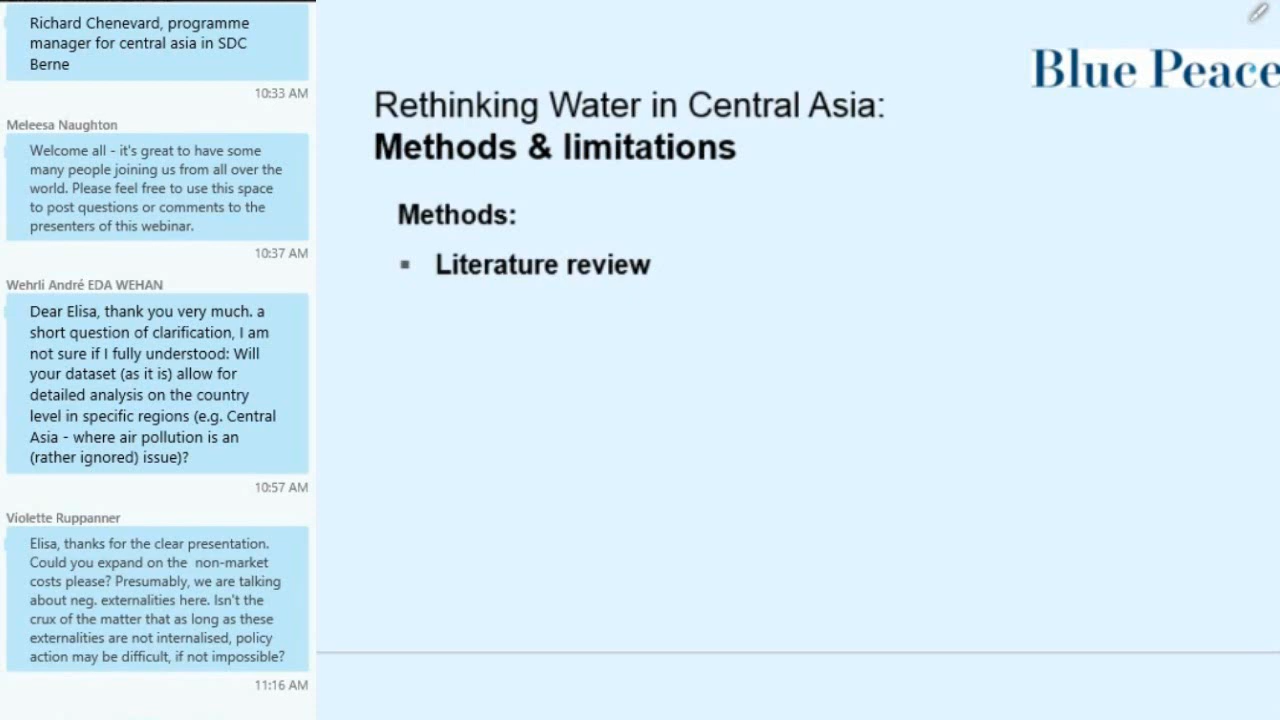 Richard Chenevard, programme
manager for central asia in SDC
Berne
10:33 AM
Meleesa Naughton
Welcome all - it's great to have some
many people joining us from all over the
world. Please feel free to use this space
to post questions or comments to the
presenters of this webinar.
10:37 AM
Wehrli André EDA WEHAN
Dear Elisa, thank you very much. a
short question of clarification, I am
not sure if I fully understood: Will
your dataset (as it is) allow for
detailed analysis on the country
level in specific regions (e.g. Central
Asia - where air pollution is an
(rather ignored) issue)?
10:57 AM
Violette Ruppanner
Elisa, thanks for the clear presentation.
Could you expand on the  non-market
costs please? Presumably, we are talking
about neg. externalities here. Isn't the
crux of the matter that as long as these
externalities are not internalised, policy
action may be difficult, if not impossible?
11:16 AM
Blue Peace
Rethinking Water in Central Asia:
Methods & limitations
Methods:
▪ Literature review